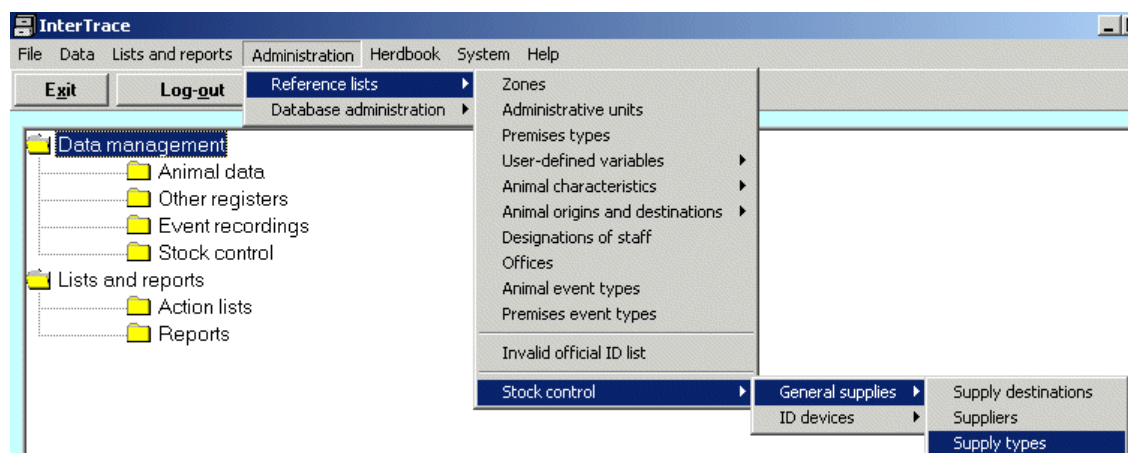 InterTrace
File Data Lists and reports Administration Herdbook System Help
Exit Log-out
Reference lists
Database administration
Zones
Administrative units
Premises types
User-defined variables
Animal characteristics
Animal origins and destinations
Designations of staff
Offices
Animal event types
Premises event types
Invalid official ID list
Stock control
General supplies
ID devices
Supply destinations
Suppliers
Supply types
Data management
Animal data
Other registers
Event recordings
Stock control
Lists and reports
Action lists
Reports